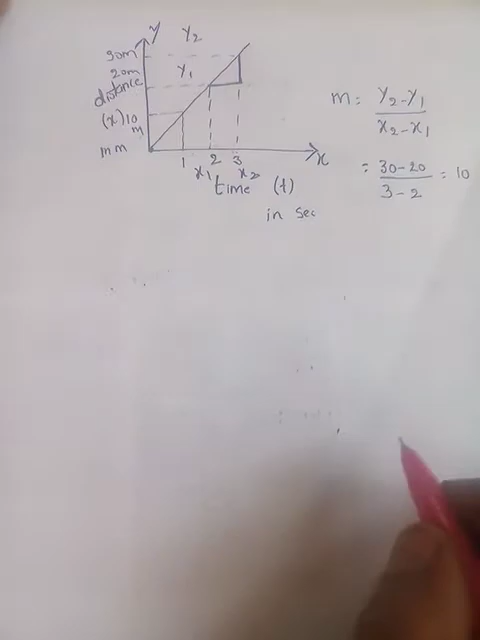 y
y₂
30m
20m
y₁
distance
(x) 10
m
m m
1 2 3
x
x₁ x₂
time (t)
in sec
m = y₂-y₁
x₂-x₁
= 30-20 = 10
3-2